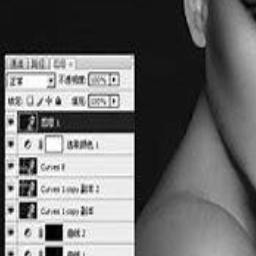 通道 路径 图层 ×
正常 不透明度: 100%
锁定: 填充: 100%
图层 1
选取颜色 1
Curves 8
Curves 1 copy 副本 2
Curves 1 copy 副本
曲线 2
曲线 1